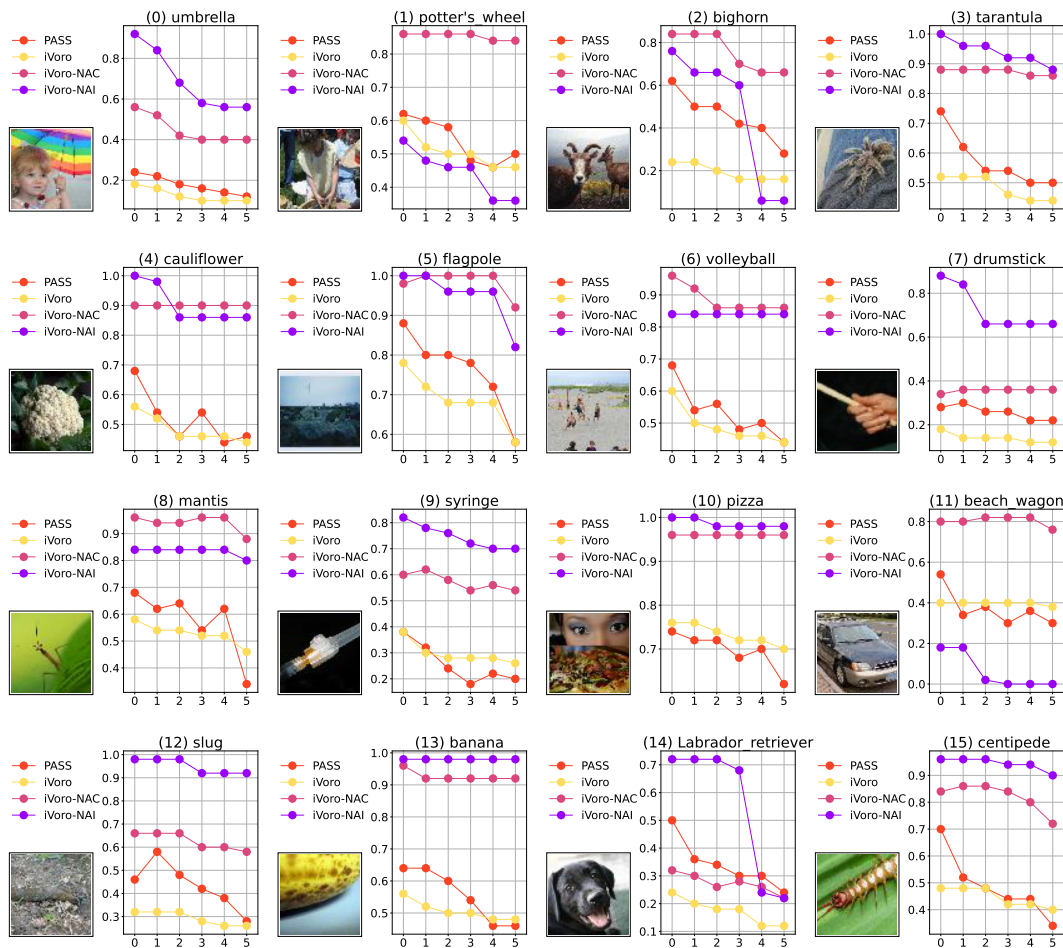 (0) umbrella
PASS
iVoro
iVoro-NAC
iVoro-NAI
0.8
0.6
0.4
0.2
0 1 2 3 4 5
(1) potter's_wheel
PASS
iVoro
iVoro-NAC
iVoro-NAI
0.8
0.7
0.6
0.5
0.4
0 1 2 3 4 5
(2) bighorn
PASS
iVoro
iVoro-NAC
iVoro-NAI
0.8
0.6
0.4
0.2
0 1 2 3 4 5
(3) tarantula
PASS
iVoro
iVoro-NAC
iVoro-NAI
1.0
0.9
0.8
0.7
0.6
0.5
0 1 2 3 4 5
(4) cauliflower
PASS
iVoro
iVoro-NAC
iVoro-NAI
1.0
0.9
0.8
0.7
0.6
0.5
0 1 2 3 4 5
(5) flagpole
PASS
iVoro
iVoro-NAC
iVoro-NAI
1.0
0.9
0.8
0.7
0.6
0 1 2 3 4 5
(6) volleyball
PASS
iVoro
iVoro-NAC
iVoro-NAI
0.9
0.8
0.7
0.6
0.5
0 1 2 3 4 5
(7) drumstick
PASS
iVoro
iVoro-NAC
iVoro-NAI
0.8
0.6
0.4
0.2
0 1 2 3 4 5
(8) mantis
PASS
iVoro
iVoro-NAC
iVoro-NAI
0.9
0.8
0.7
0.6
0.5
0.4
0 1 2 3 4 5
(9) syringe
PASS
iVoro
iVoro-NAC
iVoro-NAI
0.8
0.7
0.6
0.5
0.4
0.3
0.2
0 1 2 3 4 5
(10) pizza
PASS
iVoro
iVoro-NAC
iVoro-NAI
1.0
0.9
0.8
0.7
0 1 2 3 4 5
(11) beach_wagon
PASS
iVoro
iVoro-NAC
iVoro-NAI
0.8
0.6
0.4
0.2
0.0
0 1 2 3 4 5
(12) slug
PASS
iVoro
iVoro-NAC
iVoro-NAI
1.0
0.9
0.8
0.7
0.6
0.5
0.4
0.3
0 1 2 3 4 5
(13) banana
PASS
iVoro
iVoro-NAC
iVoro-NAI
1.0
0.9
0.8
0.7
0.6
0.5
0 1 2 3 4 5
(14) Labrador_retriever
PASS
iVoro
iVoro-NAC
iVoro-NAI
0.7
0.6
0.5
0.4
0.3
0.2
0.1
0 1 2 3 4 5
(15) centipede
PASS
iVoro
iVoro-NAC
iVoro-NAI
0.9
0.8
0.7
0.6
0.5
0.4
0 1 2 3 4 5